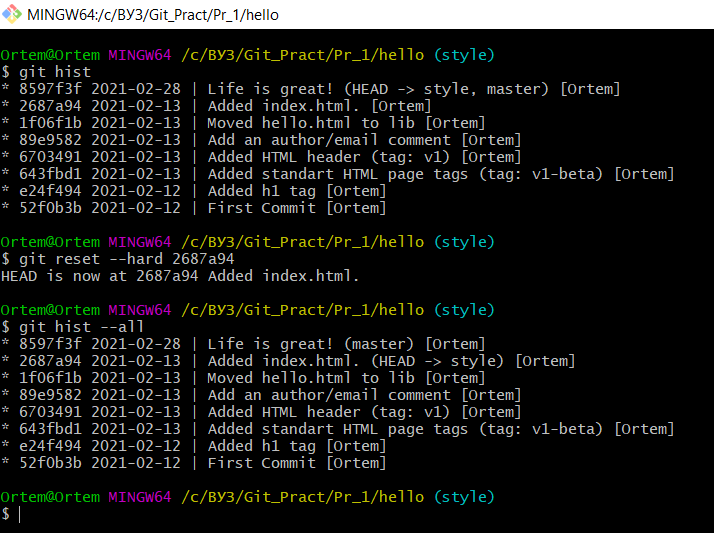 MINGW64:/c/ВУЗ/Git_Pract/Pr_1/hello
Ortem@Ortem MINGW64 /c/ВУЗ/Git_Pract/Pr_1/hello (style)
$ git hist
* 8597f3f 2021-02-28 | Life is great! (HEAD -> style, master) [Ortem]
* 2687a94 2021-02-13 | Added index.html. [Ortem]
* 1f06f1b 2021-02-13 | Moved hello.html to lib [Ortem]
* 89e9582 2021-02-13 | Add an author/email comment [Ortem]
* 6703491 2021-02-13 | Added HTML header (tag: v1) [Ortem]
* 643fbd1 2021-02-13 | Added standart HTML page tags (tag: v1-beta) [Ortem]
* e24f494 2021-02-12 | Added h1 tag [Ortem]
* 52f0b3b 2021-02-12 | First Commit [Ortem]
Ortem@Ortem MINGW64 /c/ВУЗ/Git_Pract/Pr_1/hello (style)
$ git reset --hard 2687a94
HEAD is now at 2687a94 Added index.html.
Ortem@Ortem MINGW64 /c/ВУЗ/Git_Pract/Pr_1/hello (style)
$ git hist --all
* 8597f3f 2021-02-28 | Life is great! (master) [Ortem]
* 2687a94 2021-02-13 | Added index.html. (HEAD -> style) [Ortem]
* 1f06f1b 2021-02-13 | Moved hello.html to lib [Ortem]
* 89e9582 2021-02-13 | Add an author/email comment [Ortem]
* 6703491 2021-02-13 | Added HTML header (tag: v1) [Ortem]
* 643fbd1 2021-02-13 | Added standart HTML page tags (tag: v1-beta) [Ortem]
* e24f494 2021-02-12 | Added h1 tag [Ortem]
* 52f0b3b 2021-02-12 | First Commit [Ortem]
Ortem@Ortem MINGW64 /c/ВУЗ/Git_Pract/Pr_1/hello (style)
$